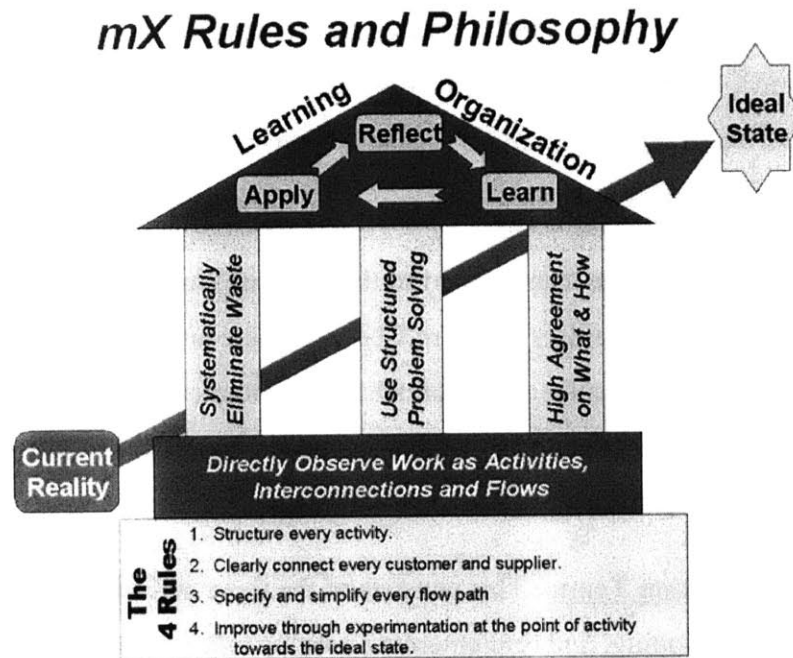 mX Rules and Philosophy
Learning Organization
Ideal
State
Reflect
Apply
Learn
Systematically
Eliminate Waste
Use Structured
Problem Solving
High Agreement
on What & How
Current
Reality
Directly Observe Work as Activities,
Interconnections and Flows
The
4 Rules
1. Structure every activity.
2. Clearly connect every customer and supplier.
3. Specify and simplify every flow path
4. Improve through experimentation at the point of activity
towards the ideal state.